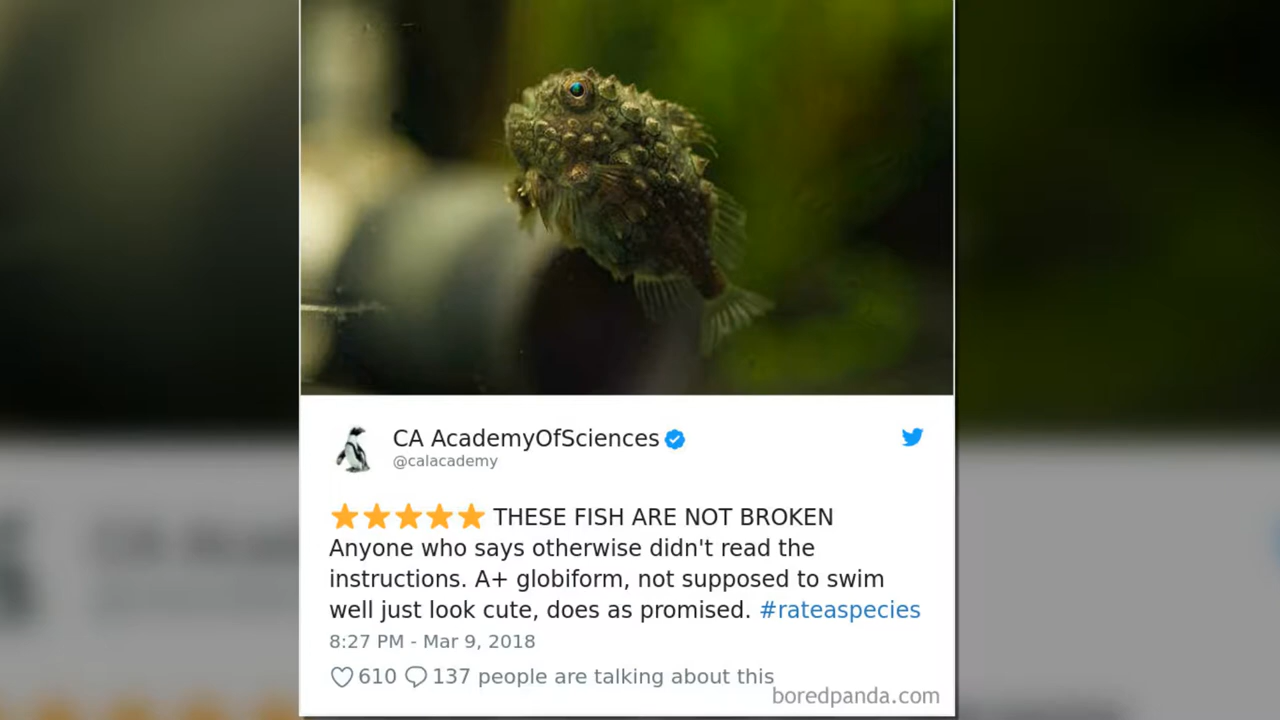 CA AcademyOfSciences
@calacademy
⭐⭐⭐⭐⭐ THESE FISH ARE NOT BROKEN
Anyone who says otherwise didn't read the
instructions. A+ globiform, not supposed to swim
well just look cute, does as promised. #rateaspecies
8:27 PM - Mar 9, 2018
610 137 people are talking about this
boredpanda.com